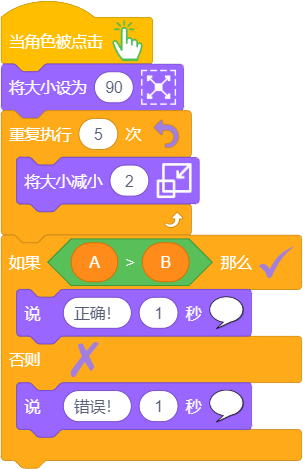 当角色被点击
将大小设为 90
重复执行 5 次
将大小减小 2
如果 A > B 那么
说 正确! 1 秒
否则
说 错误! 1 秒